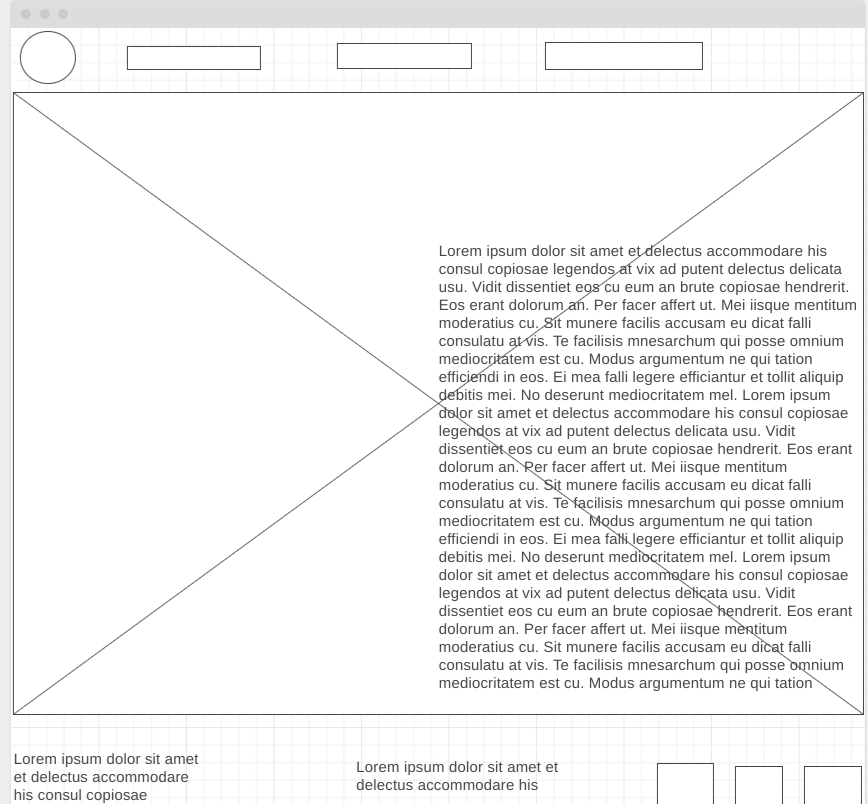 Lorem ipsum dolor sit amet et delectus accommodare his
consul copiosae legendos at vix ad putent delectus delicata
usu. Vidit dissentiet eos cu eum an brute copiosae hendrerit.
Eos erant dolorum an. Per facer affert ut. Mei iisque mentitum
moderatius cu. Sit munere facilis accusam eu dicat falli
consulatu at vis. Te facilisis mnesarchum qui posse omnium
mediocritatem est cu. Modus argumentum ne qui tation
efficiendi in eos. Ei mea falli legere efficiantur et tollit aliquip
debitis mei. No deserunt mediocritatem mel. Lorem ipsum
dolor sit amet et delectus accommodare his consul copiosae
legendos at vix ad putent delectus delicata usu. Vidit
dissentiet eos cu eum an brute copiosae hendrerit. Eos erant
dolorum an. Per facer affert ut. Mei iisque mentitum
moderatius cu. Sit munere facilis accusam eu dicat falli
consulatu at vis. Te facilisis mnesarchum qui posse omnium
mediocritatem est cu. Modus argumentum ne qui tation
efficiendi in eos. Ei mea falli legere efficiantur et tollit aliquip
debitis mei. No deserunt mediocritatem mel. Lorem ipsum
dolor sit amet et delectus accommodare his consul copiosae
legendos at vix ad putent delectus delicata usu. Vidit
dissentiet eos cu eum an brute copiosae hendrerit. Eos erant
dolorum an. Per facer affert ut. Mei iisque mentitum
moderatius cu. Sit munere facilis accusam eu dicat falli
consulatu at vis. Te facilisis mnesarchum qui posse omnium
mediocritatem est cu. Modus argumentum ne qui tation
Lorem ipsum dolor sit amet
et delectus accommodare
his consul copiosae
Lorem ipsum dolor sit amet et
delectus accommodare his